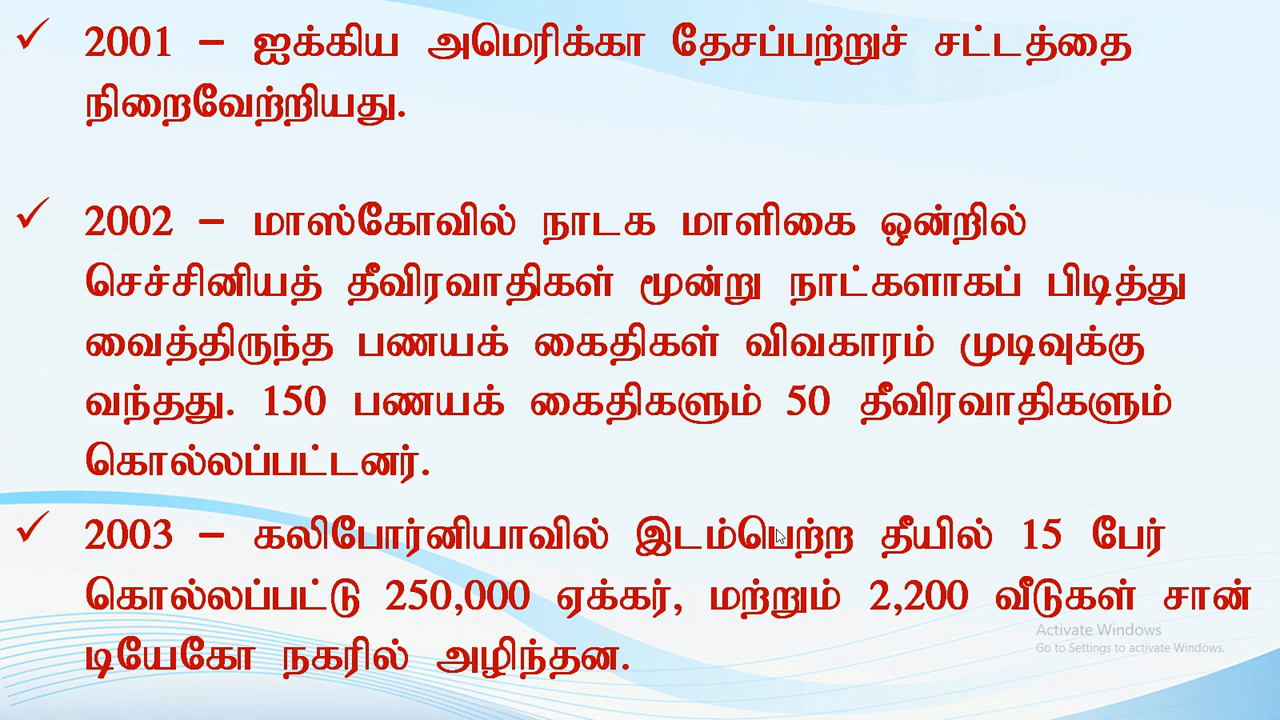 ✓ 2001 – ஐக்கிய அமெரிக்கா தேசப்பற்றுச் சட்டத்தை
நிறைவேற்றியது.
✓ 2002 – மாஸ்கோவில் நாடக மாளிகை ஒன்றில்
செச்சினியத் தீவிரவாதிகள் மூன்று நாட்களாகப் பிடித்து
வைத்திருந்த பணயக் கைதிகள் விவகாரம் முடிவுக்கு
வந்தது. 150 பணயக் கைதிகளும் 50 தீவிரவாதிகளும்
கொல்லப்பட்டனர்.
✓ 2003 – கலிபோர்னியாவில் இடம்பெற்ற தீயில் 15 பேர்
கொல்லப்பட்டு 250,000 ஏக்கர், மற்றும் 2,200 வீடுகள் சான்
டியேகோ நகரில் அழிந்தன.
Activate Windows
Go to Settings to activate Windows.